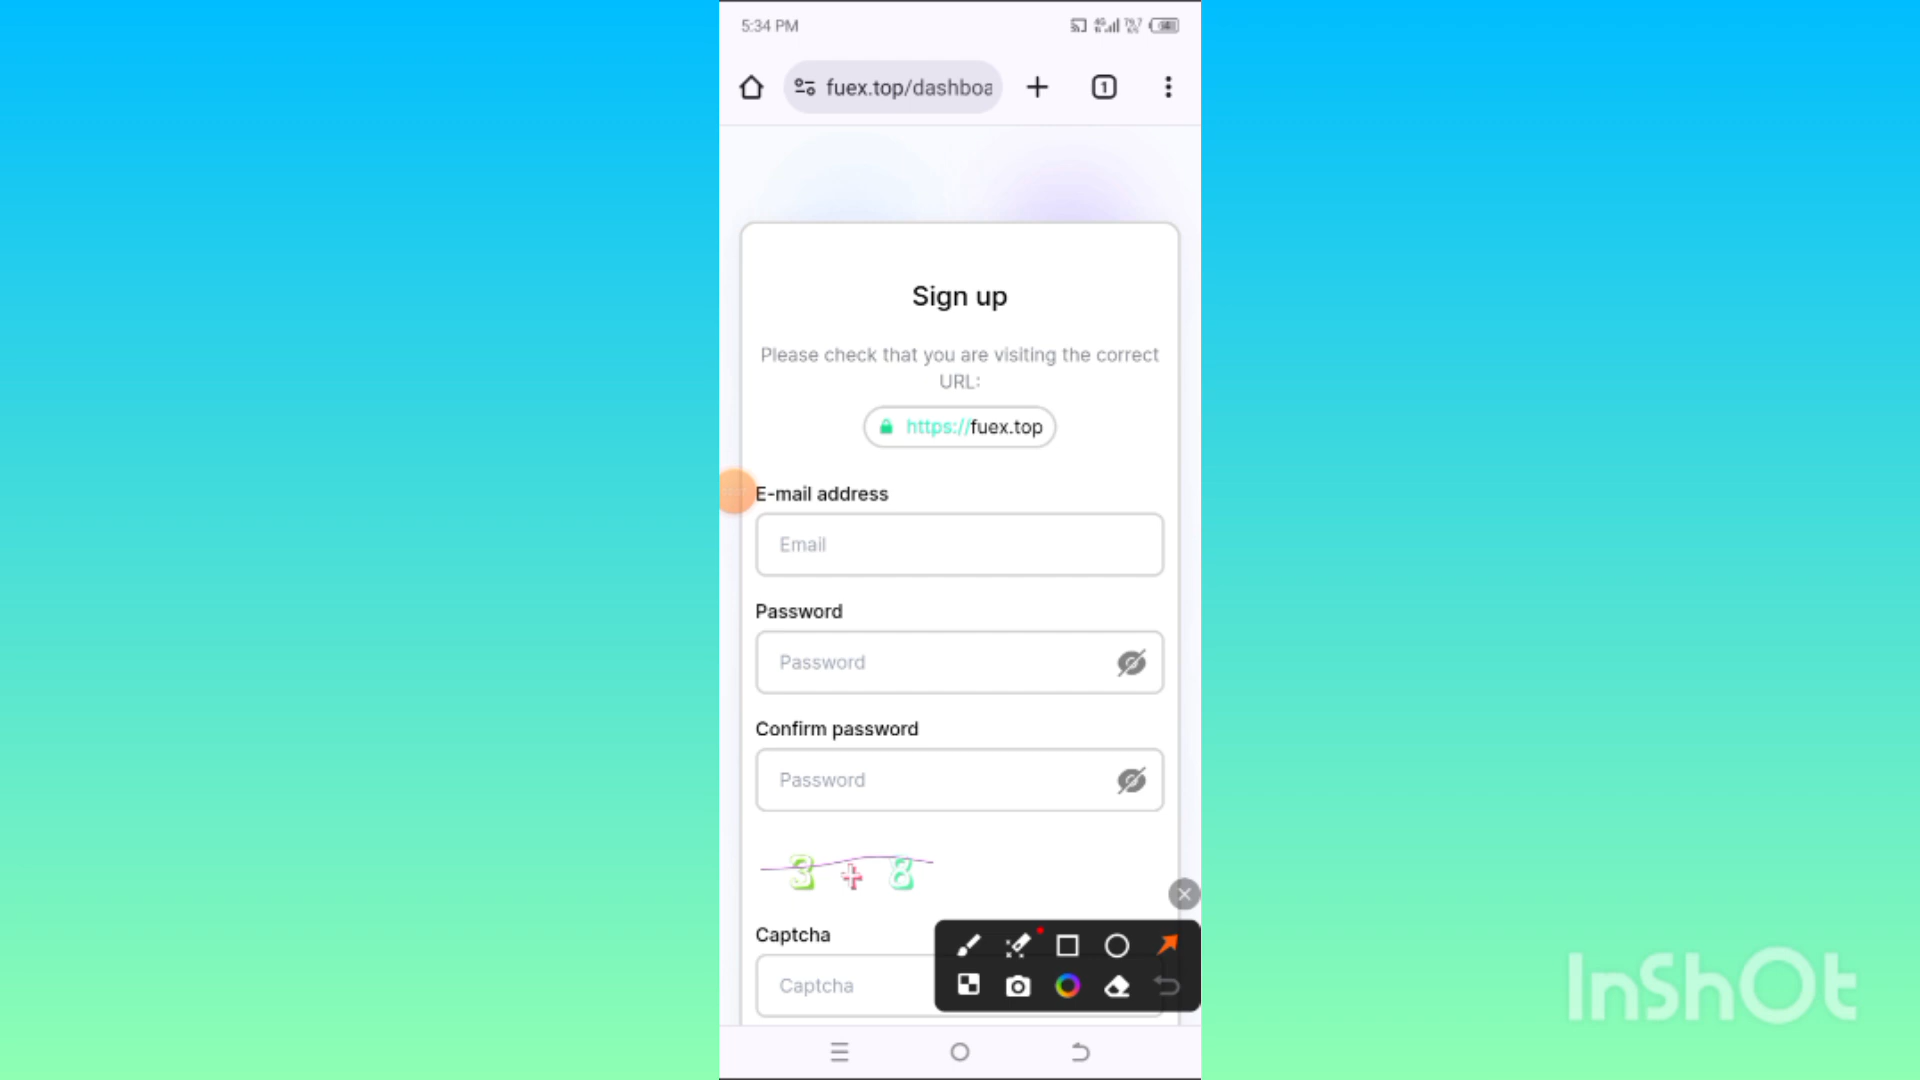 5:34 PM
fuex.top/dashboa
1
Sign up
Please check that you are visiting the correct
URL:
https://fuex.top
E-mail address
Email
Password
Password
Confirm password
Password
3 + 8
Captcha
Captcha
InShOt